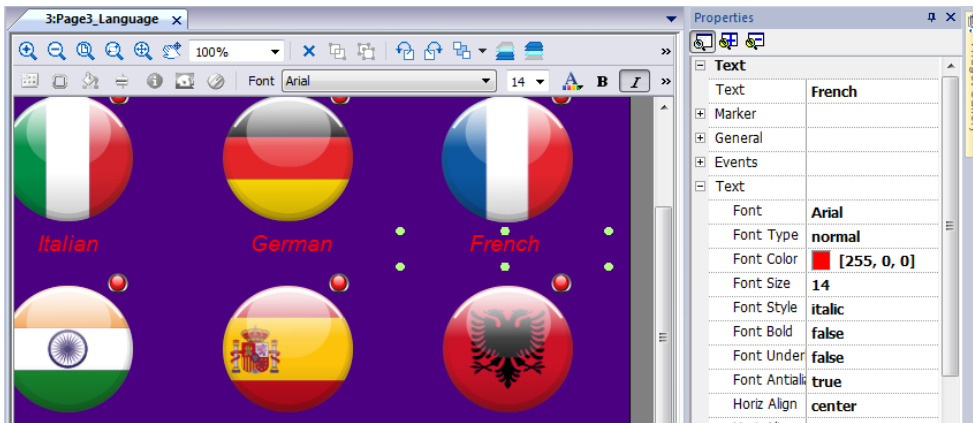 3:Page3_Language x
100%
Font Arial 14 A B I
Italian German French
Properties
Text
Text French
Marker
General
Events
Text
Font Arial
Font Type normal
Font Color [255, 0, 0]
Font Size 14
Font Style italic
Font Bold false
Font Under false
Font Antiali true
Horiz Align center